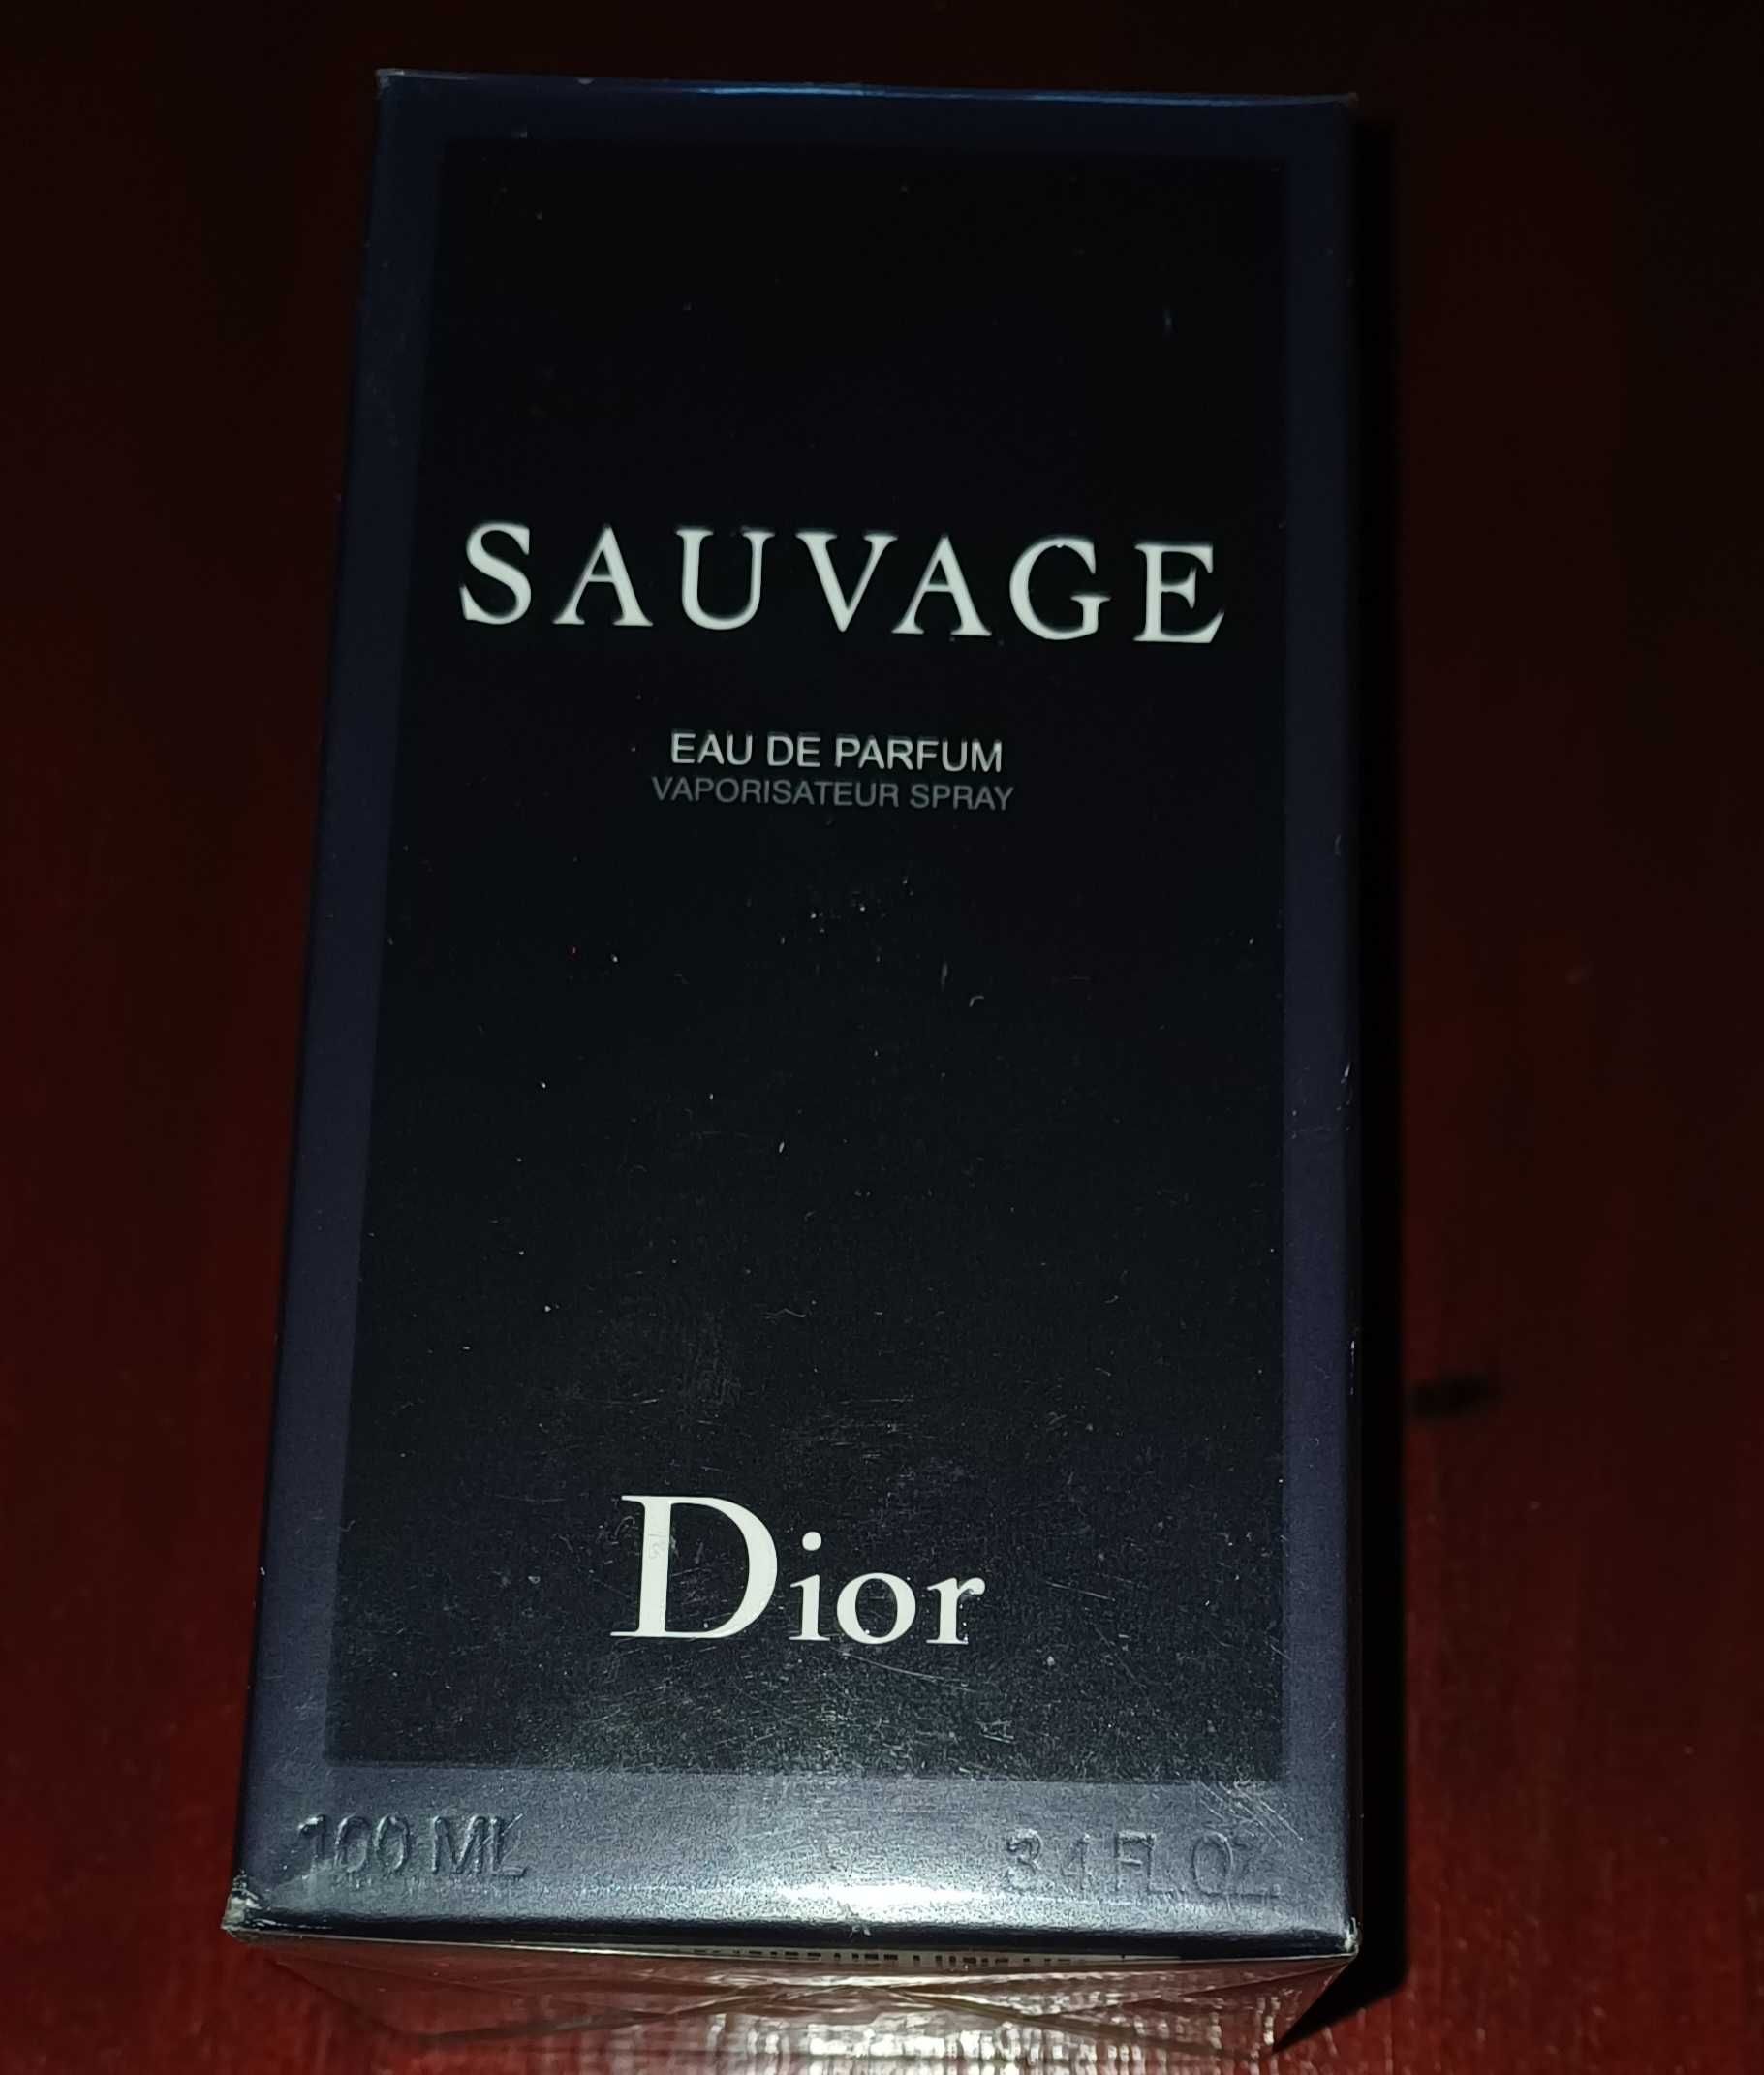 SAUVAGE
EAU DE PARFUM
VAPORISATEUR SPRAY
Dior
100 ML
3.4 FL.OZ.